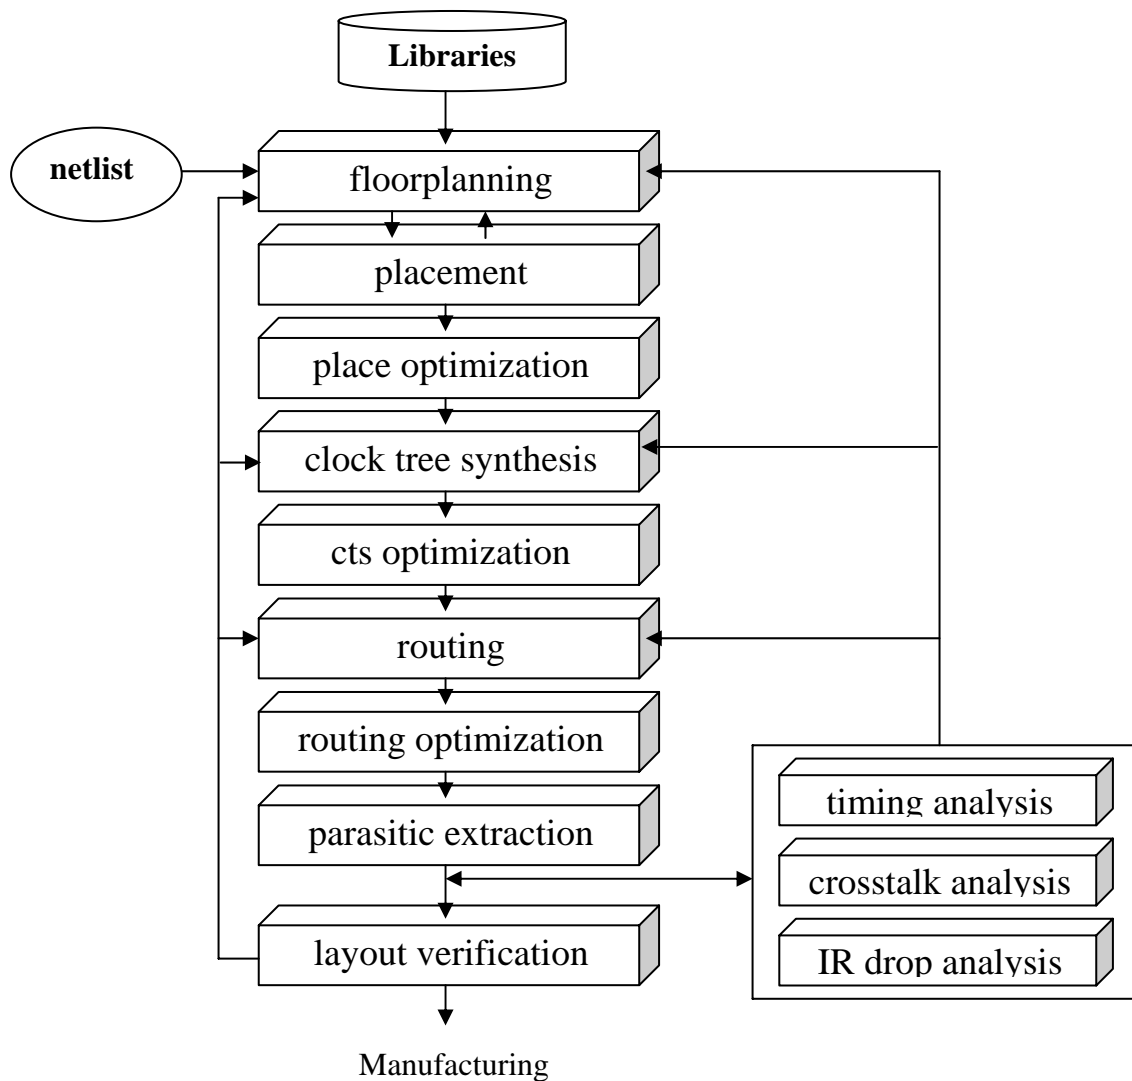 Libraries
netlist
floorplanning
placement
place optimization
clock tree synthesis
cts optimization
routing
routing optimization
parasitic extraction
layout verification
timing analysis
crosstalk analysis
IR drop analysis
Manufacturing